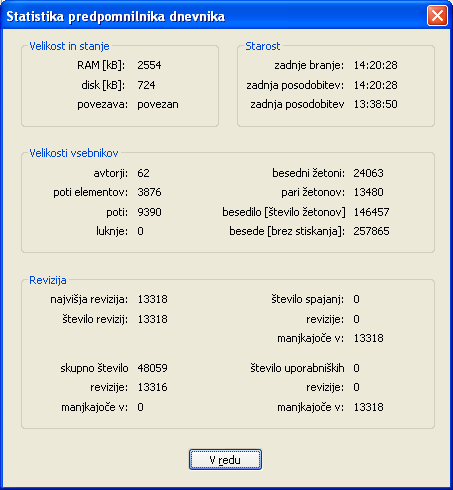 Statistika predpomnilnika dnevnika
Velikost in stanje
RAM [kB]: 2554
disk [kB]: 724
povezava: povezan
Starost
zadnje branje: 14:20:28
zadnja posodobitev: 14:20:28
zadnja posodobitev 13:38:50
Velikosti vsebnikov
avtorji: 62
poti elementov: 3876
poti: 9390
luknje: 0
besedni žetoni: 24063
pari žetonov: 13480
besedilo [število žetonov] 146457
besede [brez stiskanja]: 257865
Revizija
najvišja revizija: 13318
število revizij: 13318
število spajanj: 0
revizije: 0
manjkajoče v: 13318
skupno število 48059
revizije: 13316
manjkajoče v: 0
število uporabniških 0
revizije: 0
manjkajoče v: 13318
V redu